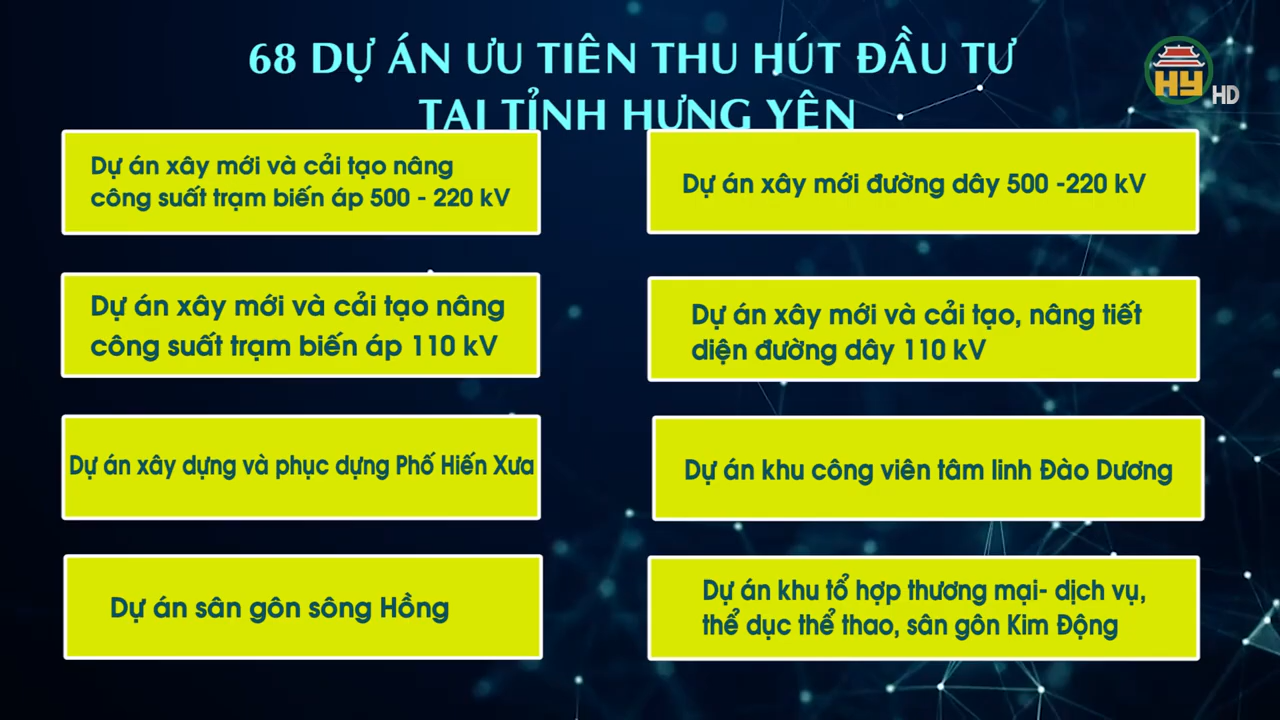 68 DỰ ÁN ƯU TIÊN THU HÚT ĐẦU TƯ
TẠI TỈNH HƯNG YÊN
HY HD
Dự án xây mới và cải tạo nâng
công suất trạm biến áp 500 - 220 kV
Dự án xây mới đường dây 500 -220 kV
Dự án xây mới và cải tạo nâng
công suất trạm biến áp 110 kV
Dự án xây mới và cải tạo, nâng tiết
diện đường dây 110 kV
Dự án xây dựng và phục dựng Phố Hiến Xưa
Dự án khu công viên tâm linh Đào Dương
Dự án sân gôn sông Hồng
Dự án khu tổ hợp thương mại- dịch vụ,
thể dục thể thao, sân gôn Kim Động